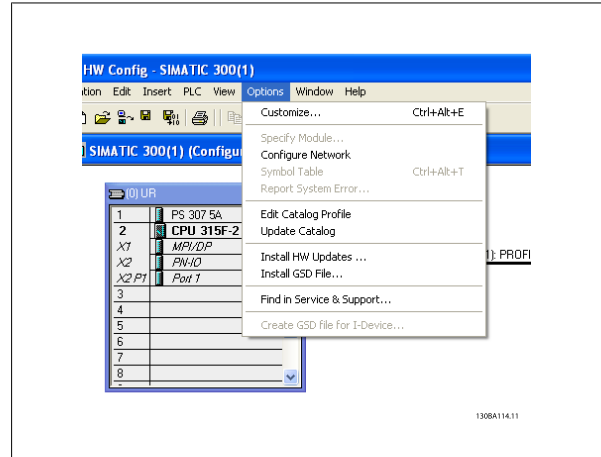 HW Config - SIMATIC 300(1)
ation Edit Insert PLC View Options Window Help
SIMATIC 300(1) (Configur
Customize... Ctrl+Alt+E
Specify Module...
Configure Network
Symbol Table Ctrl+Alt+T
Report System Error...
Edit Catalog Profile
Update Catalog
Install HW Updates ...
Install GSD File...
Find in Service & Support...
Create GSD file for I-Device...
(0) UR
1 PS 307 5A
2 CPU 315F-2
X1 MPI/DP
X2 PN-IO
X2 P1 Port 1
3
4
5
6
7
8
1): PROFI
130BA114.11